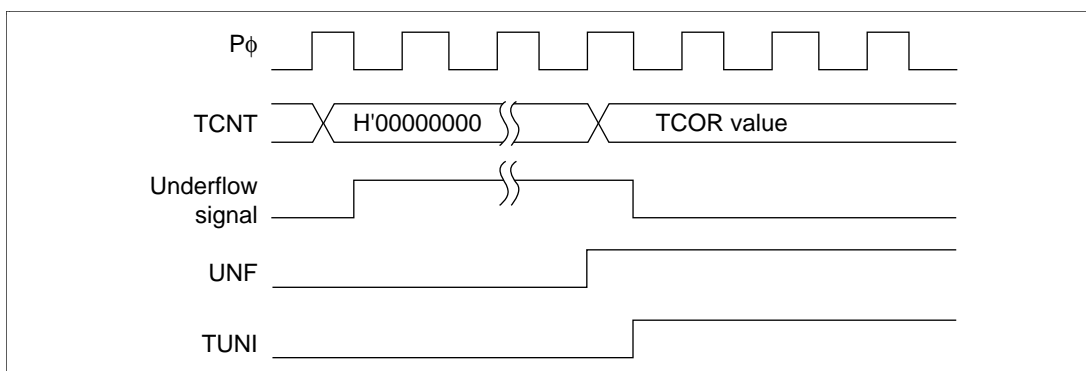 Pϕ
TCNT H'00000000 TCOR value
Underflow
signal
UNF
TUNI